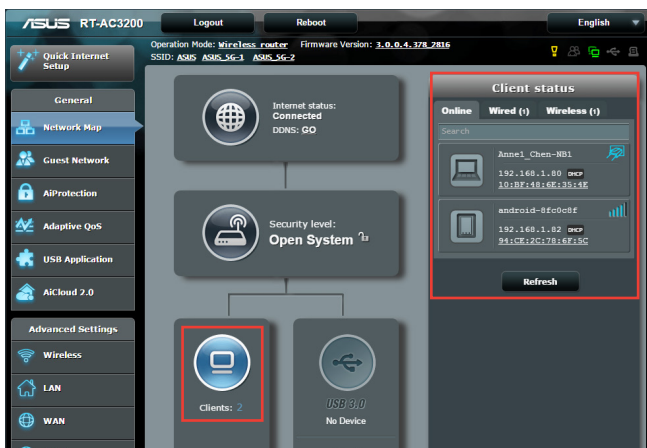 ASUS RT-AC3200
Logout
Reboot
English
Quick Internet
Setup
Operation Mode: Wireless router Firmware Version: 3.0.0.4.378_2816
SSID: ASUS ASUS_5G-1 ASUS_5G-2
General
Network Map
Guest Network
AiProtection
Adaptive QoS
USB Application
AiCloud 2.0
Advanced Settings
Wireless
LAN
WAN
Internet status:
Connected
DDNS: GO
Security level:
Open System
Clients: 2
USB 3.0
No Device
Client status
Online Wired (1) Wireless (1)
Search
Anne1_Chen-NB1
192.168.1.80 DHCP
10:BF:48:6E:35:4E
android-8fc0c8f
192.168.1.82 DHCP
94:CE:2C:78:6F:5C
Refresh